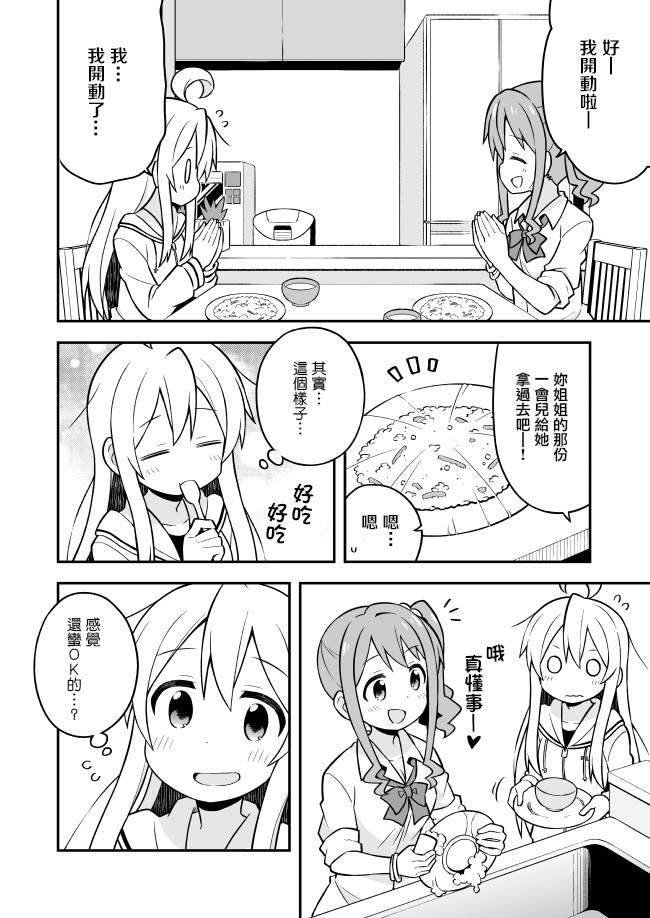 好—
我開動啦—
我…
我開動了…
妳姐姐的那份
一會兒給她
拿過去吧—!
嗯…
嗯
其實…
這個樣子…
好吃
好吃
哦
真懂事—♥
感覺
還蠻OK的…?